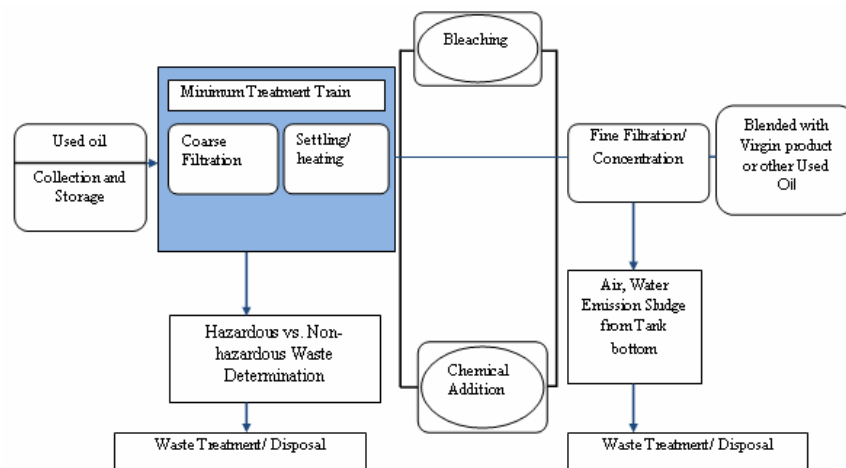 Bleaching
Minimum Treatment Train
Used oil
Collection and
Storage
Coarse
Filtration
Settling/
heating
Fine Filtration/
Concentration
Blended with
Virgin product
or other Used
Oil
Hazardous vs. Non-
hazardous Waste
Determination
Chemical
Addition
Air, Water
Emission Sludge
from Tank
bottom
Waste Treatment/ Disposal
Waste Treatment/ Disposal